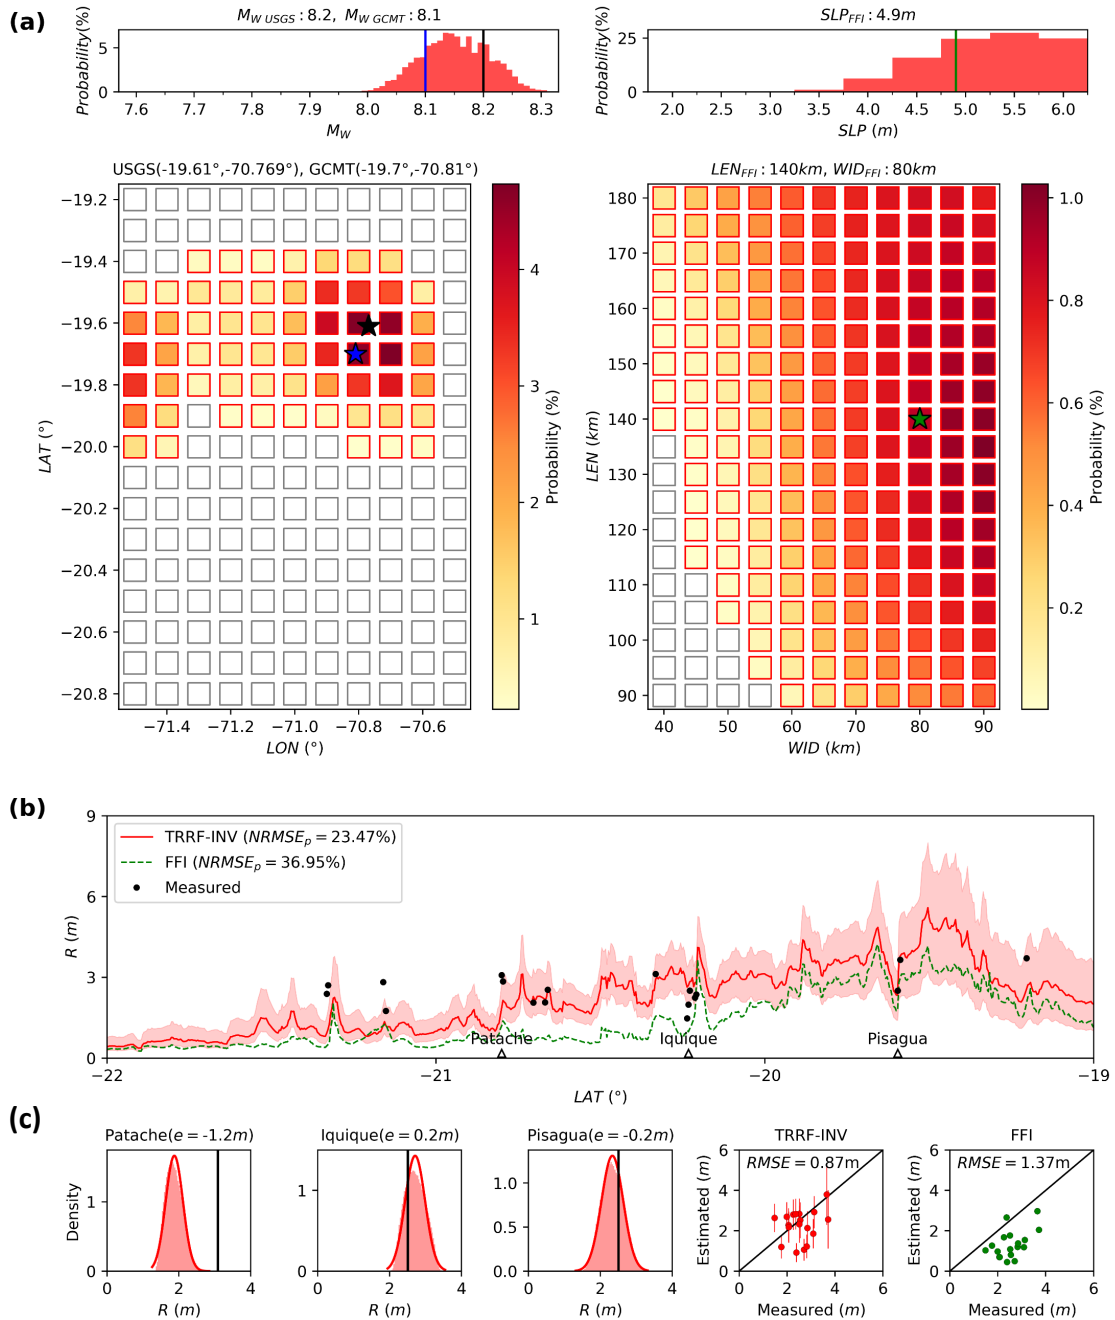 (a)
M_W USGS : 8.2, M_W GCMT : 8.1
Probability(%)
5
0
7.6 7.7 7.8 7.9 8.0 8.1 8.2 8.3
M_W
SLP_FFI : 4.9m
Probability(%)
25
0
2.0 2.5 3.0 3.5 4.0 4.5 5.0 5.5 6.0
SLP (m)
USGS(-19.61°,-70.769°), GCMT(-19.7°,-70.81°)
LAT (°)
−19.2
−19.4
−19.6
−19.8
−20.0
−20.2
−20.4
−20.6
−20.8
−71.4 −71.2 −71.0 −70.8 −70.6
LON (°)
4
3
2
1
Probability (%)
LEN_FFI : 140km, WID_FFI : 80km
LEN (km)
180
170
160
150
140
130
120
110
100
90
40 50 60 70 80 90
WID (km)
1.0
0.8
0.6
0.4
0.2
Probability (%)
(b)
R (m)
9
6
3
0
TRRF-INV (NRMSE_p = 23.47%)
FFI (NRMSE_p = 36.95%)
Measured
Patache Iquique Pisagua
−22 −21 −20 −19
LAT (°)
(c)
Patache(e = -1.2m)
Density
1
0
0 2 4
R (m)
Iquique(e = 0.2m)
1
0
0 2 4
R (m)
Pisagua(e = -0.2m)
1.0
0.5
0.0
0 2 4
R (m)
TRRF-INV
RMSE = 0.87m
Estimated (m)
6
4
2
0
0 2 4 6
Measured (m)
FFI
RMSE = 1.37m
Estimated (m)
6
4
2
0
0 2 4 6
Measured (m)